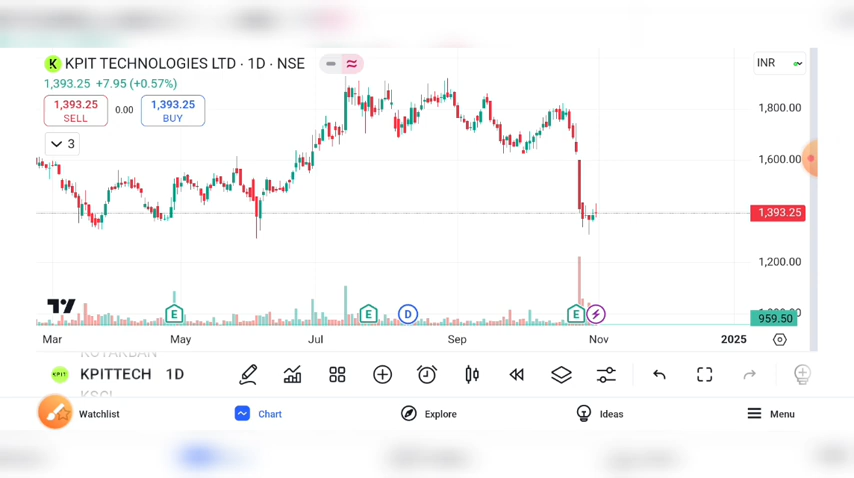 K KPIT TECHNOLOGIES LTD · 1D · NSE
INR
1,393.25 +7.95 (+0.57%)
1,393.25 0.00 1,393.25
SELL BUY
3
1,800.00
1,600.00
1,393.25
1,200.00
959.50
E E D E
Mar May Jul Sep Nov 2025
KPIT KPITTECH 1D
Watchlist Chart Explore Ideas Menu